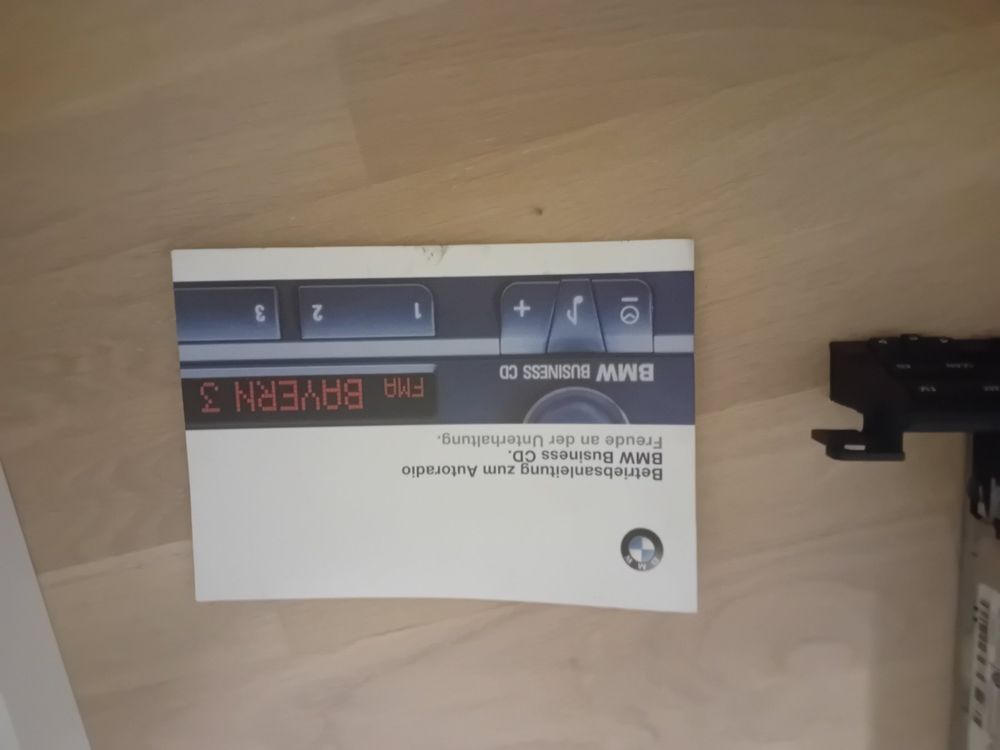 BMW
Betriebsanleitung zum Autoradio
BMW Business CD.
Freude an der Unterhaltung.
BMW BUSINESS CD
FMA BAYERN 3
- +
1 2 3